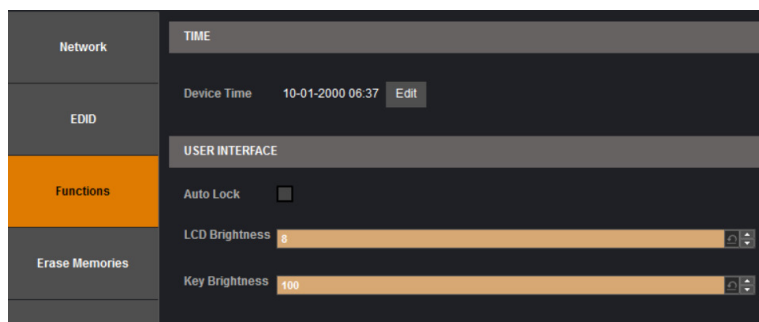 Network
EDID
Functions
Erase Memories
TIME
Device Time 10-01-2000 06:37 Edit
USER INTERFACE
Auto Lock
LCD Brightness 8
Key Brightness 100